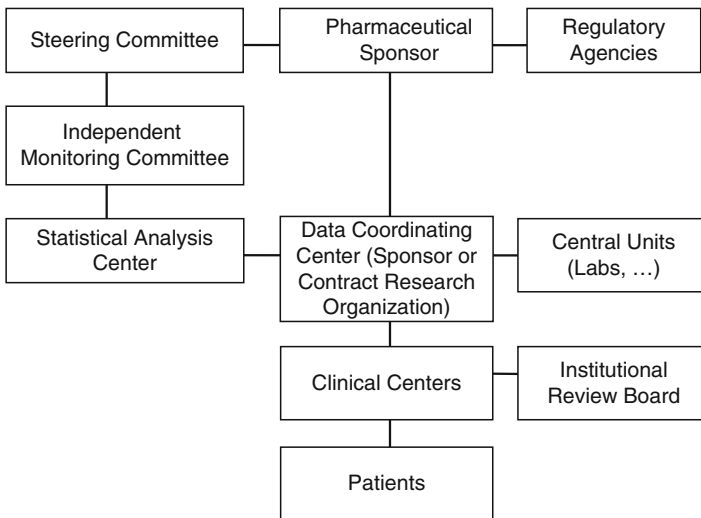 Steering Committee
Pharmaceutical
Sponsor
Regulatory
Agencies
Independent
Monitoring Committee
Statistical Analysis
Center
Data Coordinating
Center (Sponsor or
Contract Research
Organization)
Central Units
(Labs, …)
Clinical Centers
Institutional
Review Board
Patients